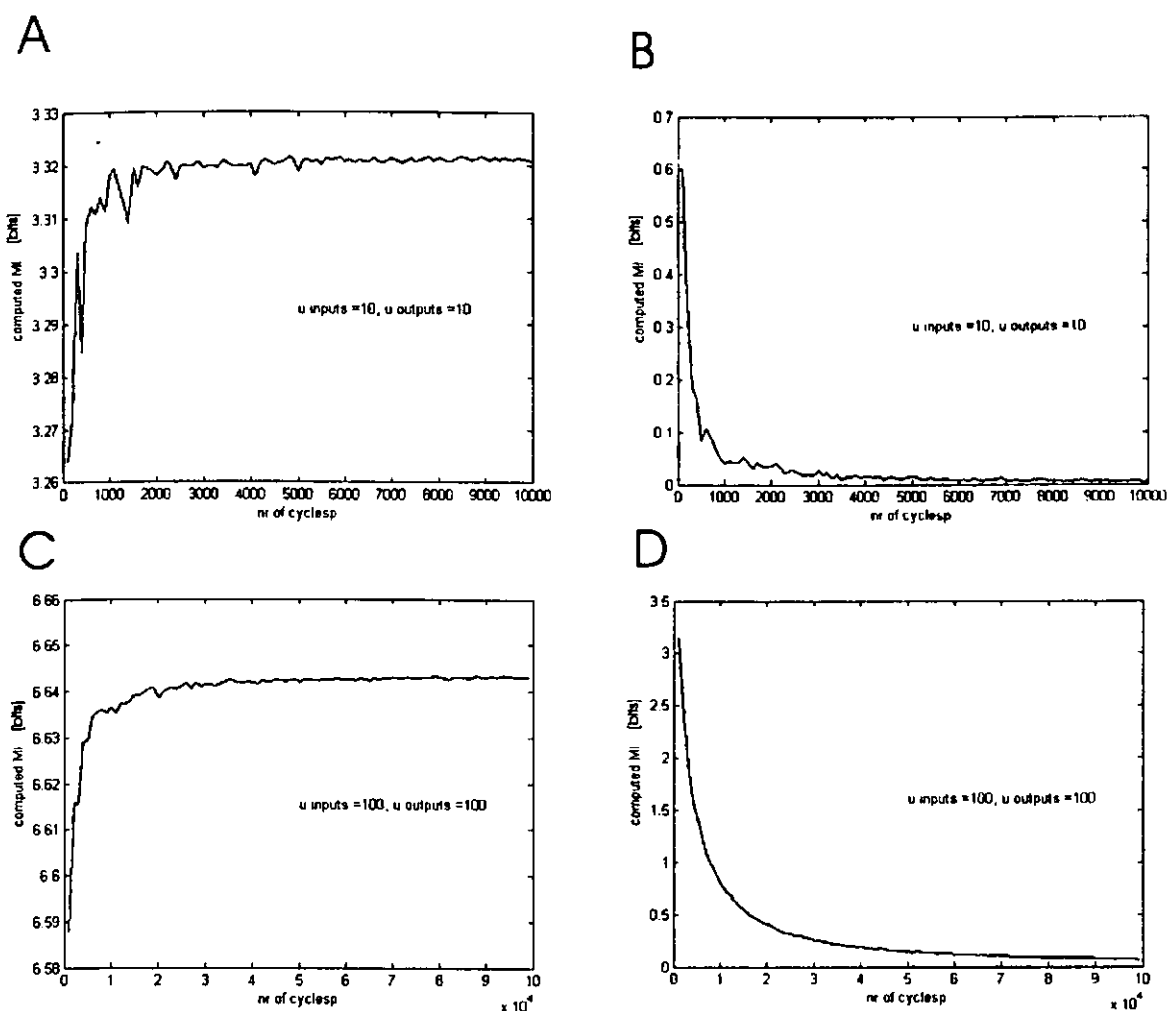 A
3.33
3.32
3.31
3.3
3.29
3.28
3.27
3.26
computed MI [bits]
u inputs =10, u outputs =10
0 1000 2000 3000 4000 5000 6000 7000 8000 9000 10000
nr of cyclesp
B
0.7
0.6
0.5
0.4
0.3
0.2
0.1
0
computed MI [bits]
u inputs =10, u outputs =10
0 1000 2000 3000 4000 5000 6000 7000 8000 9000 10000
nr of cyclesp
C
6.66
6.65
6.64
6.63
6.62
6.61
6.6
6.59
6.58
computed MI [bits]
u inputs =100, u outputs =100
0 1 2 3 4 5 6 7 8 9 10
nr of cyclesp
x 10^4
D
3.5
3
2.5
2
1.5
1
0.5
0
computed MI [bits]
u inputs =100, u outputs =100
0 1 2 3 4 5 6 7 8 9 10
nr of cyclesp
x 10^4